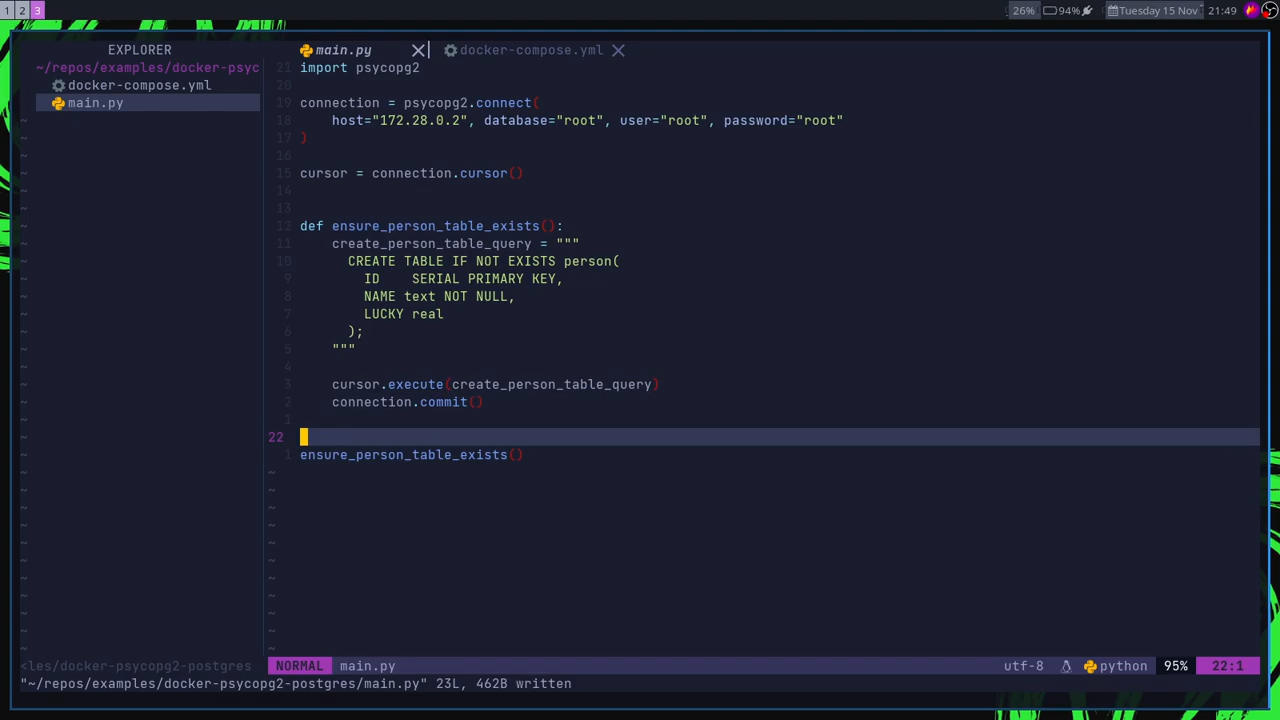 1 2 3 26% 94% Tuesday 15 Nov 21:49
EXPLORER
~/repos/examples/docker-psyc
docker-compose.yml
main.py
<les/docker-psycopg2-postgres
main.py docker-compose.yml
21 import psycopg2
20
19 connection = psycopg2.connect(
18 host="172.28.0.2", database="root", user="root", password="root"
17 )
16
15 cursor = connection.cursor()
14
13
12 def ensure_person_table_exists():
11 create_person_table_query = """
10 CREATE TABLE IF NOT EXISTS person(
9 ID SERIAL PRIMARY KEY,
8 NAME text NOT NULL,
7 LUCKY real
6 );
5 """
4
3 cursor.execute(create_person_table_query)
2 connection.commit()
1
22
1 ensure_person_table_exists()
NORMAL main.py utf-8 python 95% 22:1
"~/repos/examples/docker-psycopg2-postgres/main.py" 23L, 462B written